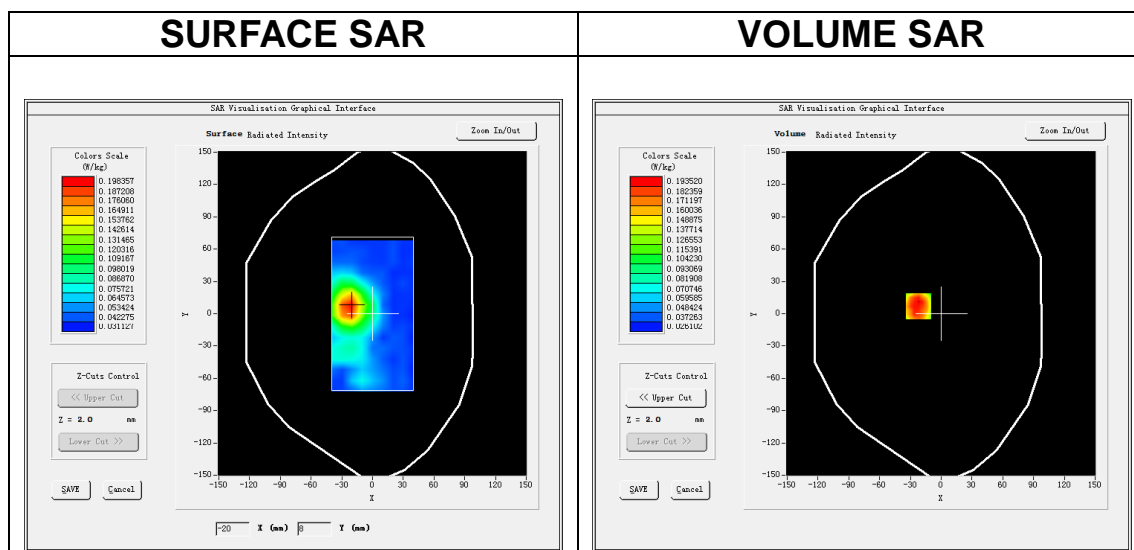 SURFACE SAR
VOLUME SAR
SAR Visualisation Graphical Interface
Surface Radiated Intensity
Zoom In/Out
Colors Scale
(W/kg)
0.198357
0.187208
0.176060
0.164911
0.153762
0.142614
0.131465
0.120316
0.109167
0.098019
0.086870
0.075721
0.064573
0.053424
0.042275
0.031127
Z-Cuts Control
<< Upper Cut
Z = 2.0 mm
Lower Cut >>
SAVE Cancel
150
120
90
60
30
0
-30
-60
-90
-120
-150
Y
-150 -120 -90 -60 -30 0 30 60 90 120 150
X
-20 X (mm) 8 Y (mm)
SAR Visualisation Graphical Interface
Volume Radiated Intensity
Zoom In/Out
Colors Scale
(W/kg)
0.193520
0.182359
0.171197
0.160036
0.148875
0.137714
0.126553
0.115391
0.104230
0.093069
0.081908
0.070746
0.059585
0.048424
0.037263
0.026102
Z-Cuts Control
<< Upper Cut
Z = 2.0 mm
Lower Cut >>
SAVE Cancel
150
120
90
60
30
0
-30
-60
-90
-120
-150
Y
-150 -120 -90 -60 -30 0 30 60 90 120 150
X